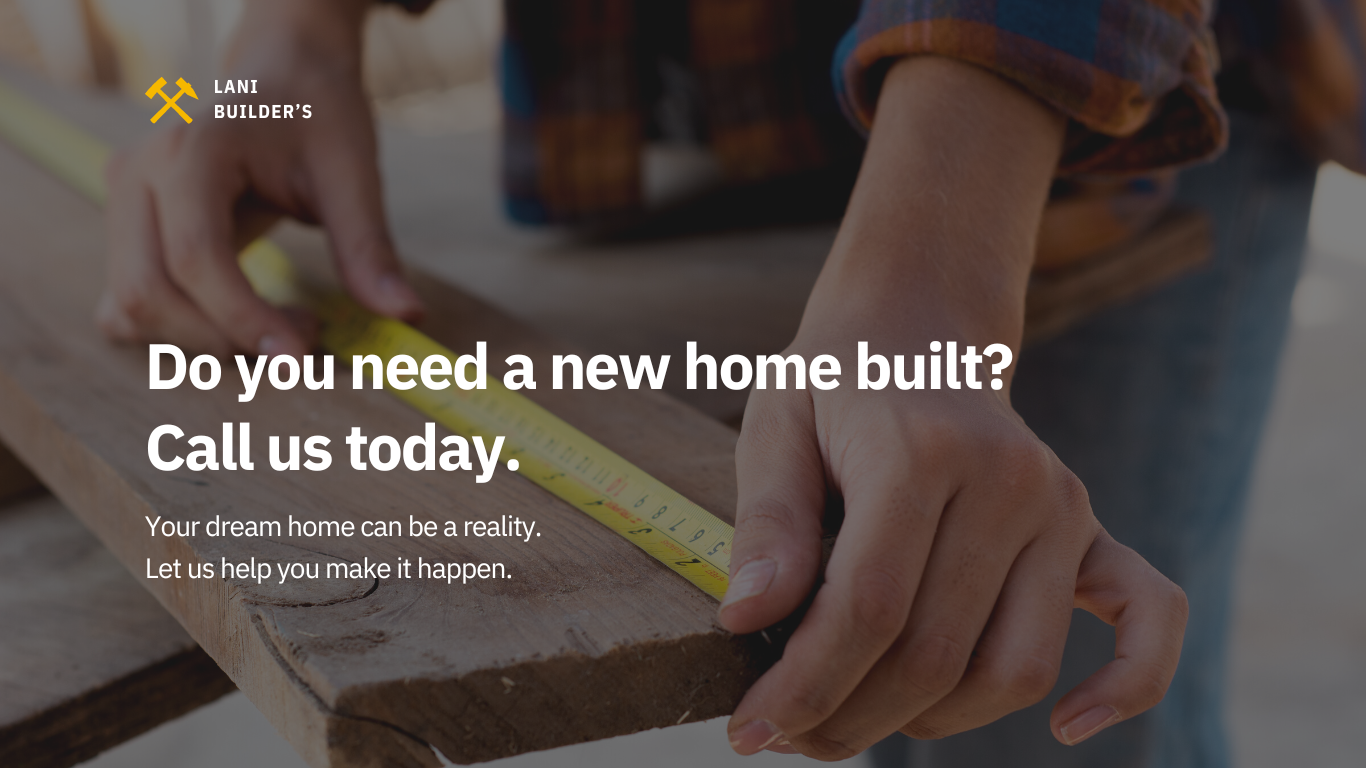 LANI
BUILDER’S
Do you need a new home built?
Call us today.
Your dream home can be a reality.
Let us help you make it happen.